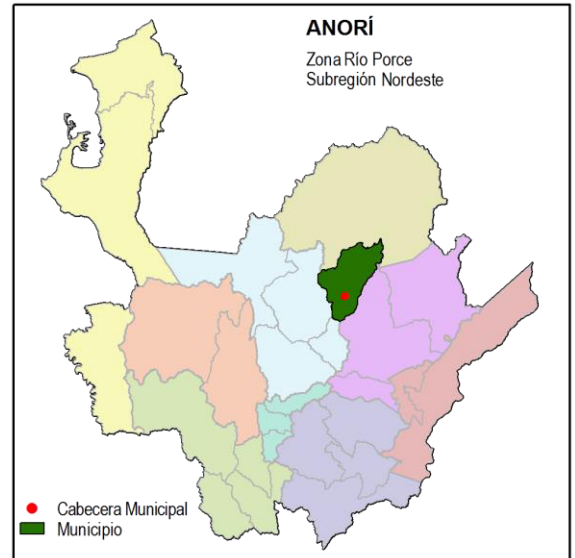 ANORÍ
Zona Río Porce
Subregión Nordeste
Cabecera Municipal
Municipio